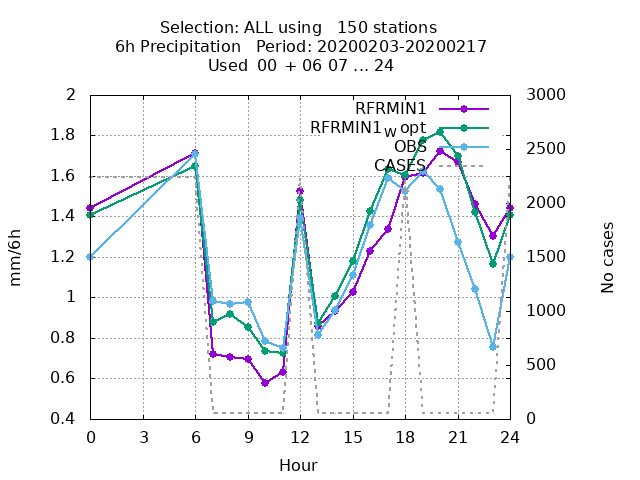 Selection: ALL using   150 stations
6h Precipitation   Period: 20200203-20200217
Used  00 + 06 07 ... 24
RFRMIN1
RFRMIN1w opt
OBS
CASES
2
1.8
1.6
1.4
1.2
1
0.8
0.6
0.4
mm/6h
3000
2500
2000
1500
1000
500
0
No cases
0 3 6 9 12 15 18 21 24
Hour